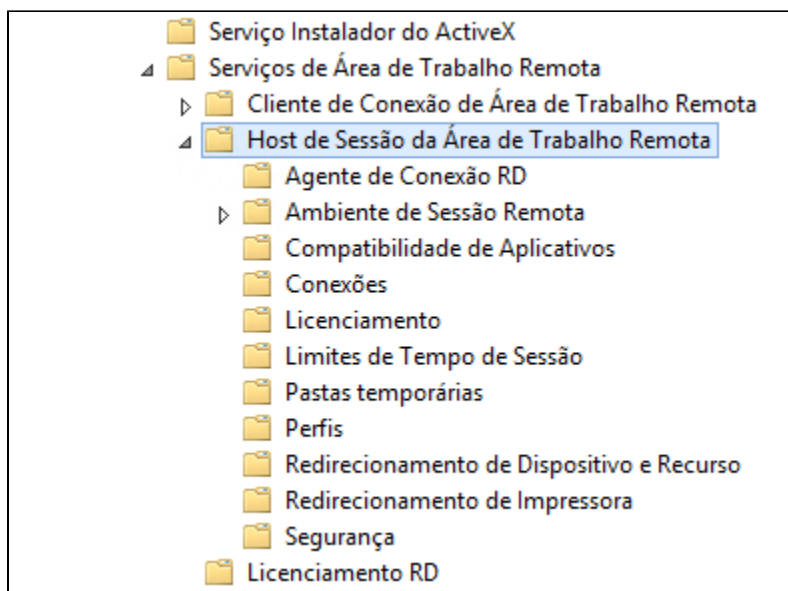 Serviço Instalador do ActiveX
Serviços de Área de Trabalho Remota
Cliente de Conexão de Área de Trabalho Remota
Host de Sessão da Área de Trabalho Remota
Agente de Conexão RD
Ambiente de Sessão Remota
Compatibilidade de Aplicativos
Conexões
Licenciamento
Limites de Tempo de Sessão
Pastas temporárias
Perfis
Redirecionamento de Dispositivo e Recurso
Redirecionamento de Impressora
Segurança
Licenciamento RD